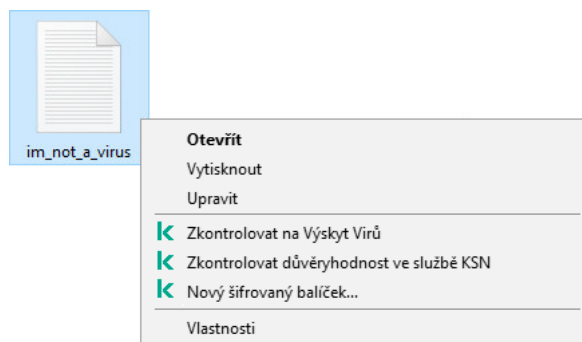 im_not_a_virus
Otevřít
Vytisknout
Upravit
Zkontrolovat na Výskyt Virů
Zkontrolovat důvěryhodnost ve službě KSN
Nový šifrovaný balíček...
Vlastnosti